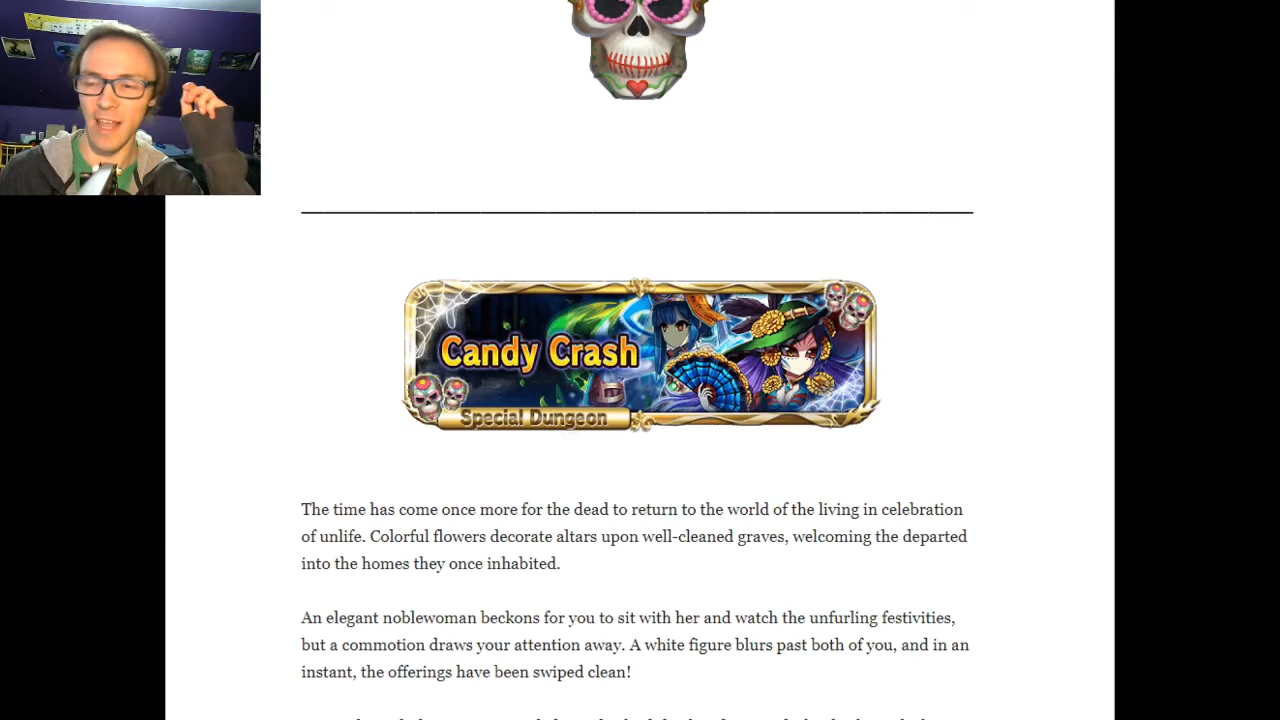 Candy Crash
Special Dungeon
The time has come once more for the dead to return to the world of the living in celebration
of unlife. Colorful flowers decorate altars upon well-cleaned graves, welcoming the departed
into the homes they once inhabited.
An elegant noblewoman beckons for you to sit with her and watch the unfurling festivities,
but a commotion draws your attention away. A white figure blurs past both of you, and in an
instant, the offerings have been swiped clean!